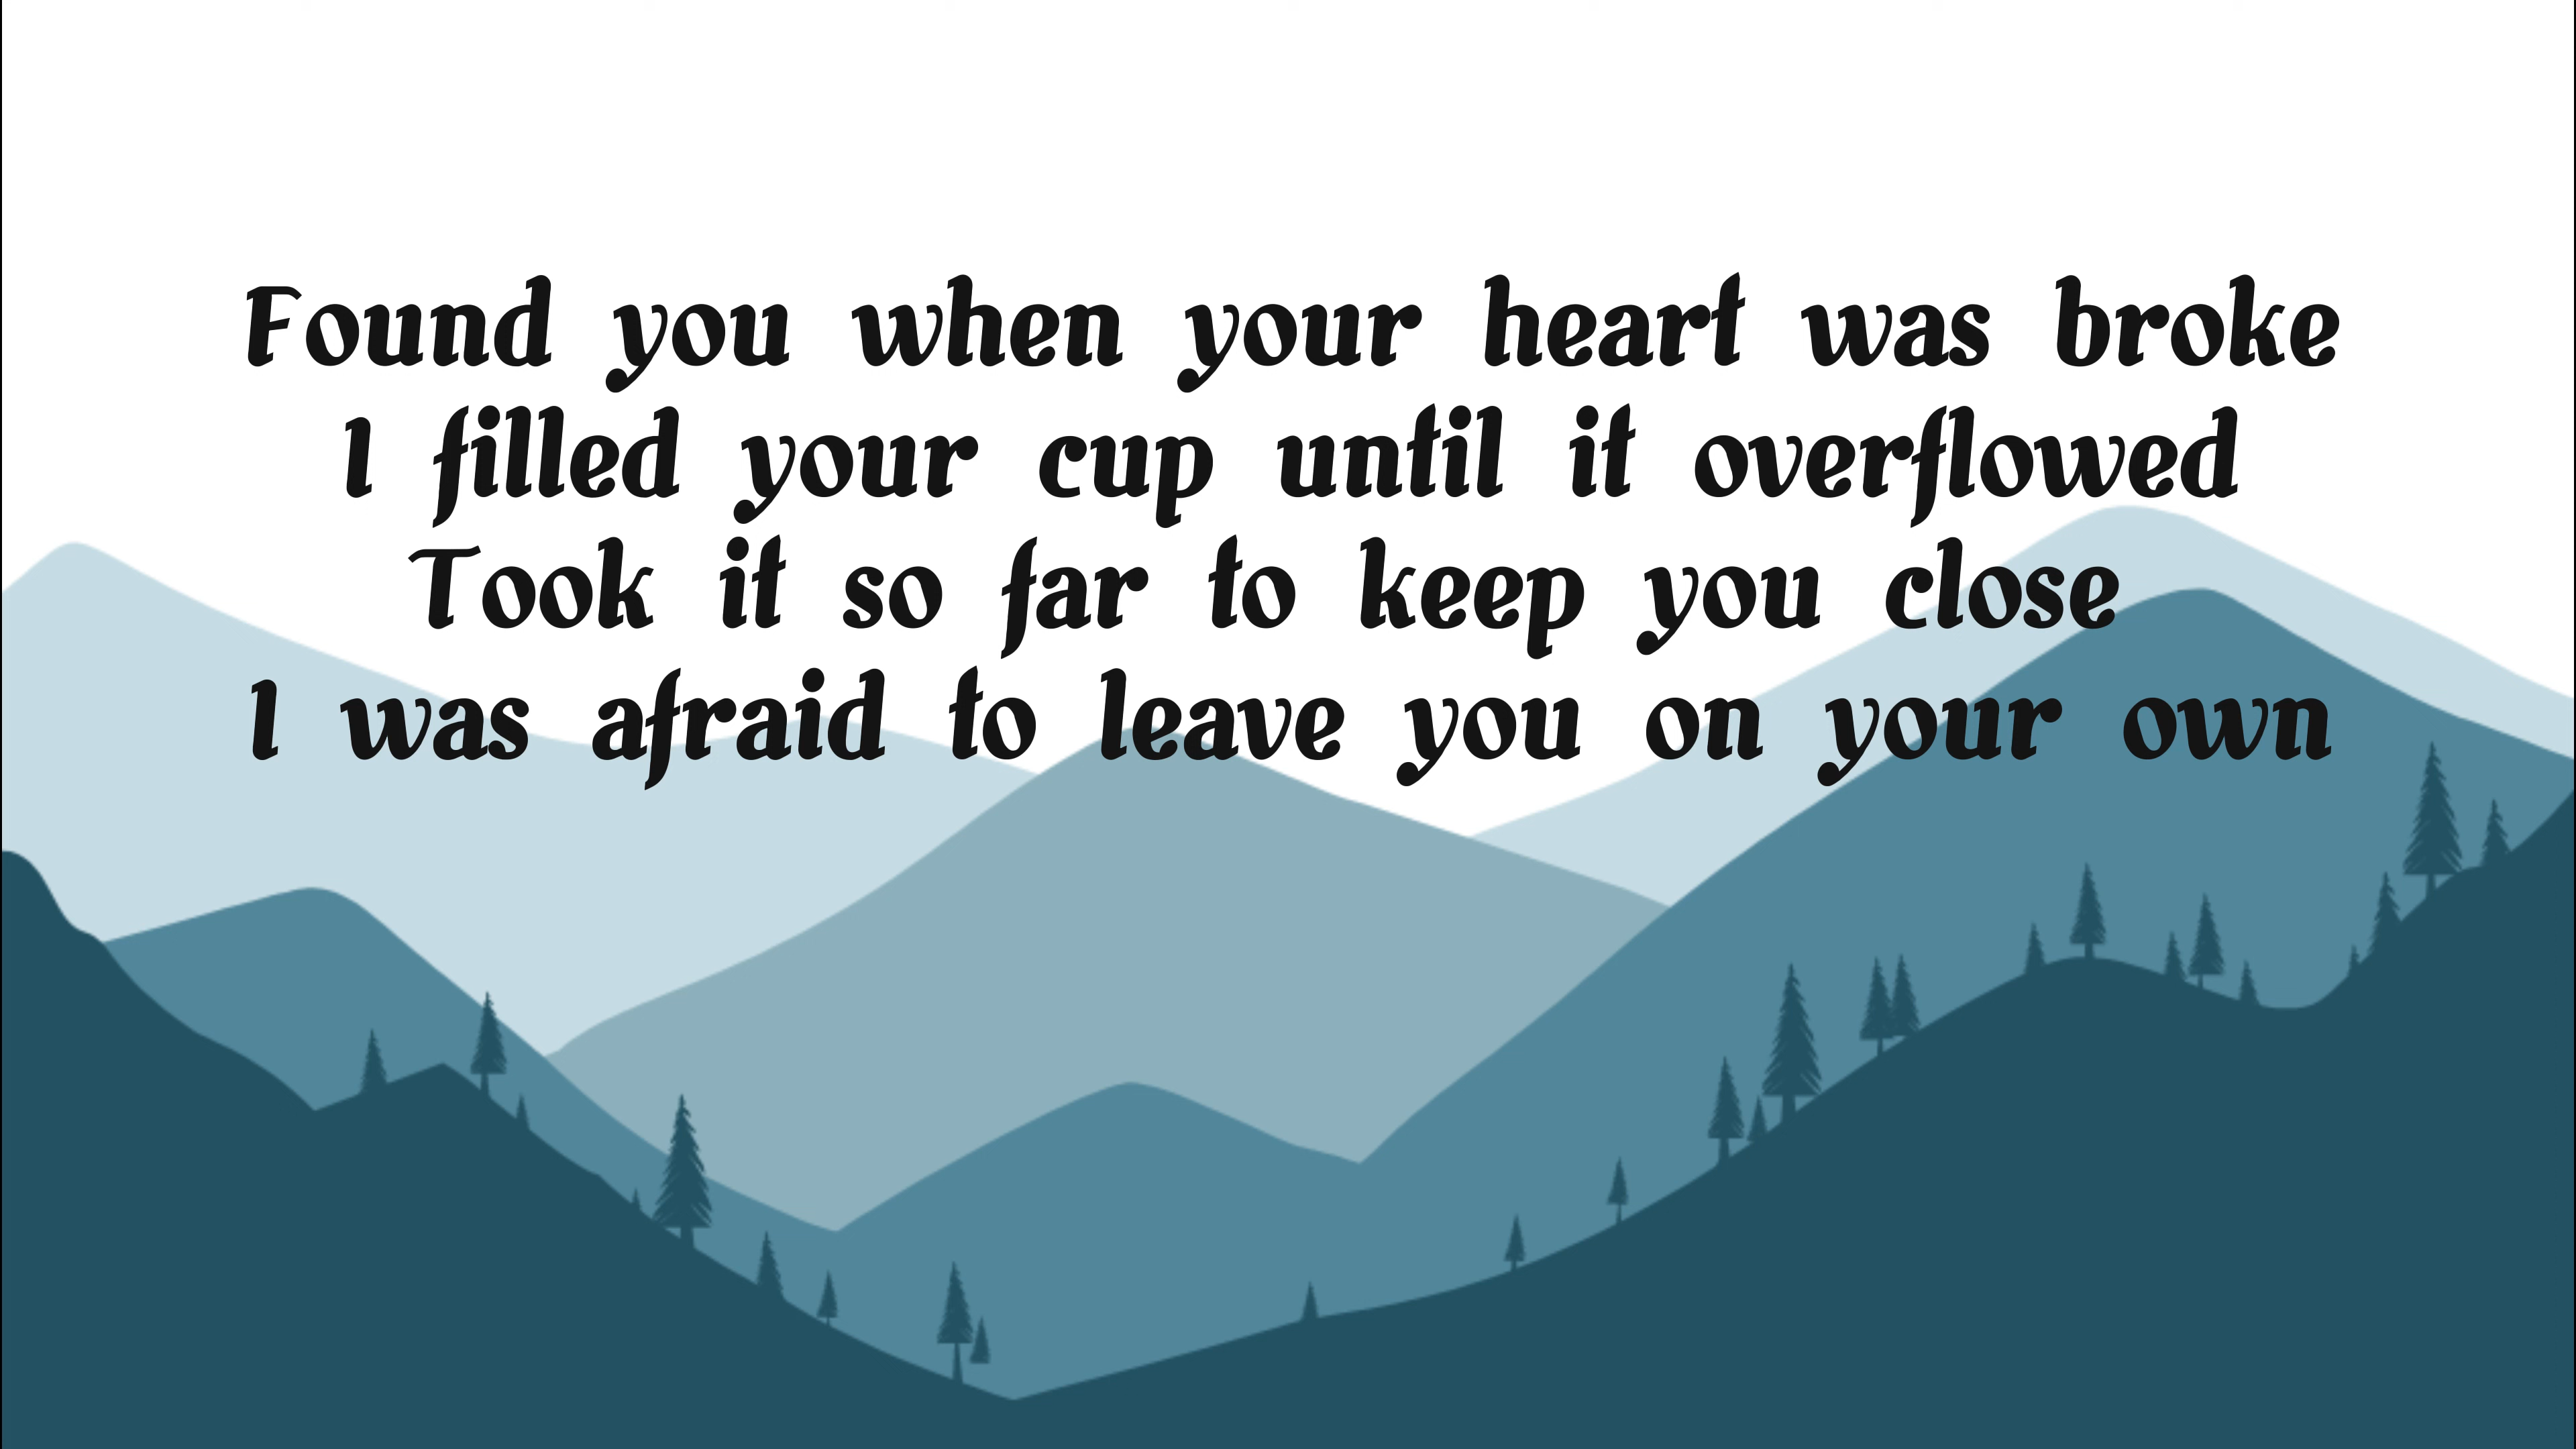 Found you when your heart was broke
I filled your cup until it overflowed
Took it so far to keep you close
I was afraid to leave you on your own